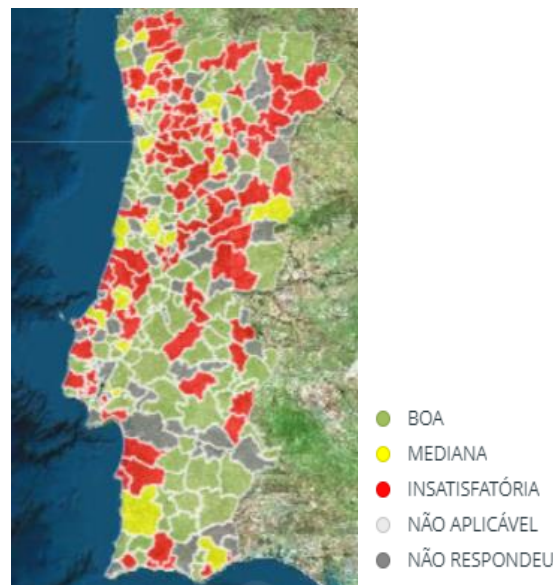 BOA
MEDIANA
INSATISFATÓRIA
NÃO APLICÁVEL
NÃO RESPONDEU